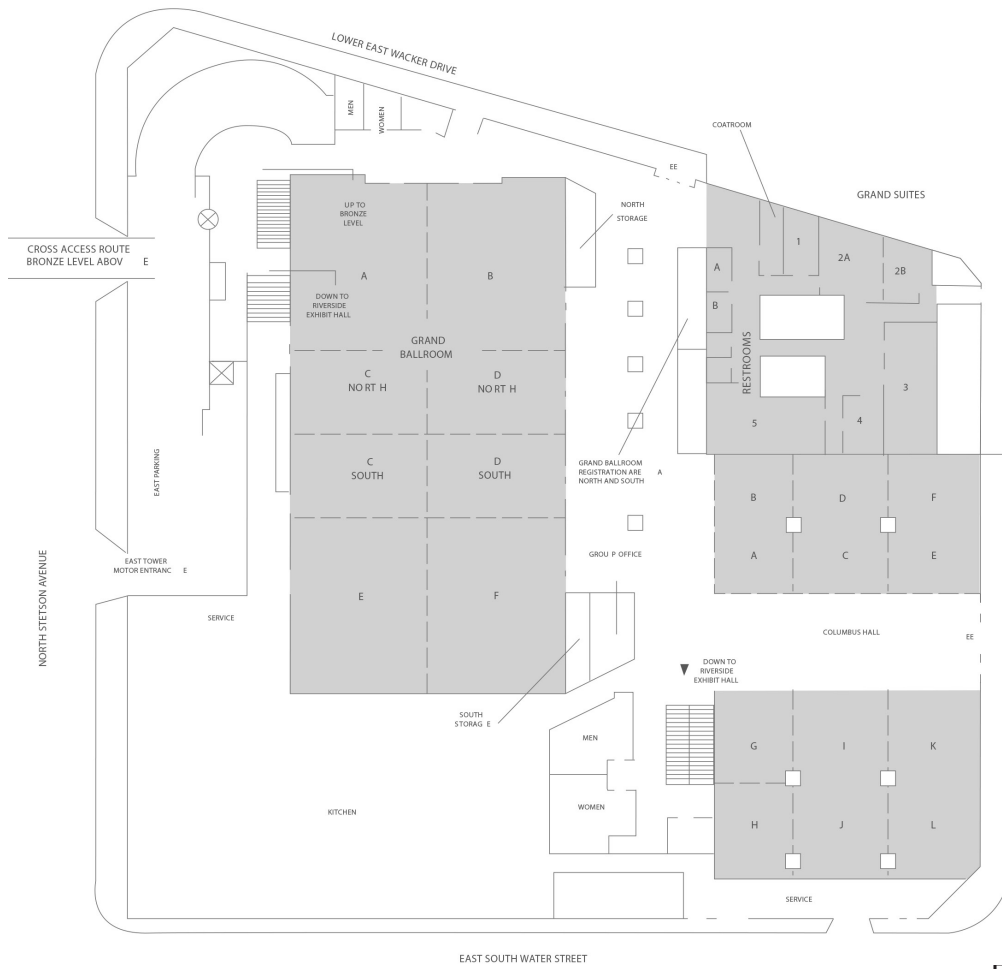 LOWER EAST WACKER DRIVE
MEN
WOMEN
COATROOM
EE
GRAND SUITES
UP TO
BRONZE
LEVEL
NORTH
STORAGE
CROSS ACCESS ROUTE
BRONZE LEVEL ABOV E
A
B
DOWN TO
RIVERSIDE
EXHIBIT HALL
GRAND
BALLROOM
C
NO RT H
D
NO RT H
C
SOUTH
D
SOUTH
E
F
A
B
RESTROOMS
1
2A
2B
3
4
5
GRAND BALLROOM
REGISTRATION ARE A
NORTH AND SOUTH
EAST PARKING
EAST TOWER
MOTOR ENTRANC E
NORTH STETSON AVENUE
SERVICE
GROU P OFFICE
B
D
F
A
C
E
COLUMBUS HALL
EE
DOWN TO
RIVERSIDE
EXHIBIT HALL
SOUTH
STORAG E
MEN
WOMEN
KITCHEN
G
I
K
H
J
L
SERVICE
EAST SOUTH WATER STREET